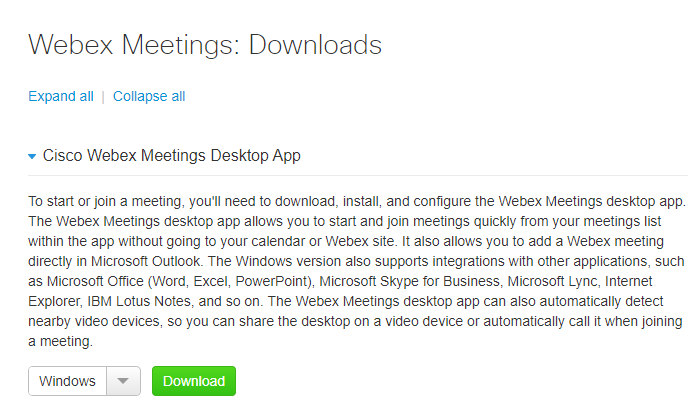 Webex Meetings: Downloads
Expand all | Collapse all
Cisco Webex Meetings Desktop App
To start or join a meeting, you'll need to download, install, and configure the Webex Meetings desktop app.
The Webex Meetings desktop app allows you to start and join meetings quickly from your meetings list
within the app without going to your calendar or Webex site. It also allows you to add a Webex meeting
directly in Microsoft Outlook. The Windows version also supports integrations with other applications, such
as Microsoft Office (Word, Excel, PowerPoint), Microsoft Skype for Business, Microsoft Lync, Internet
Explorer, IBM Lotus Notes, and so on. The Webex Meetings desktop app can also automatically detect
nearby video devices, so you can share the desktop on a video device or automatically call it when joining
a meeting.
Windows Download